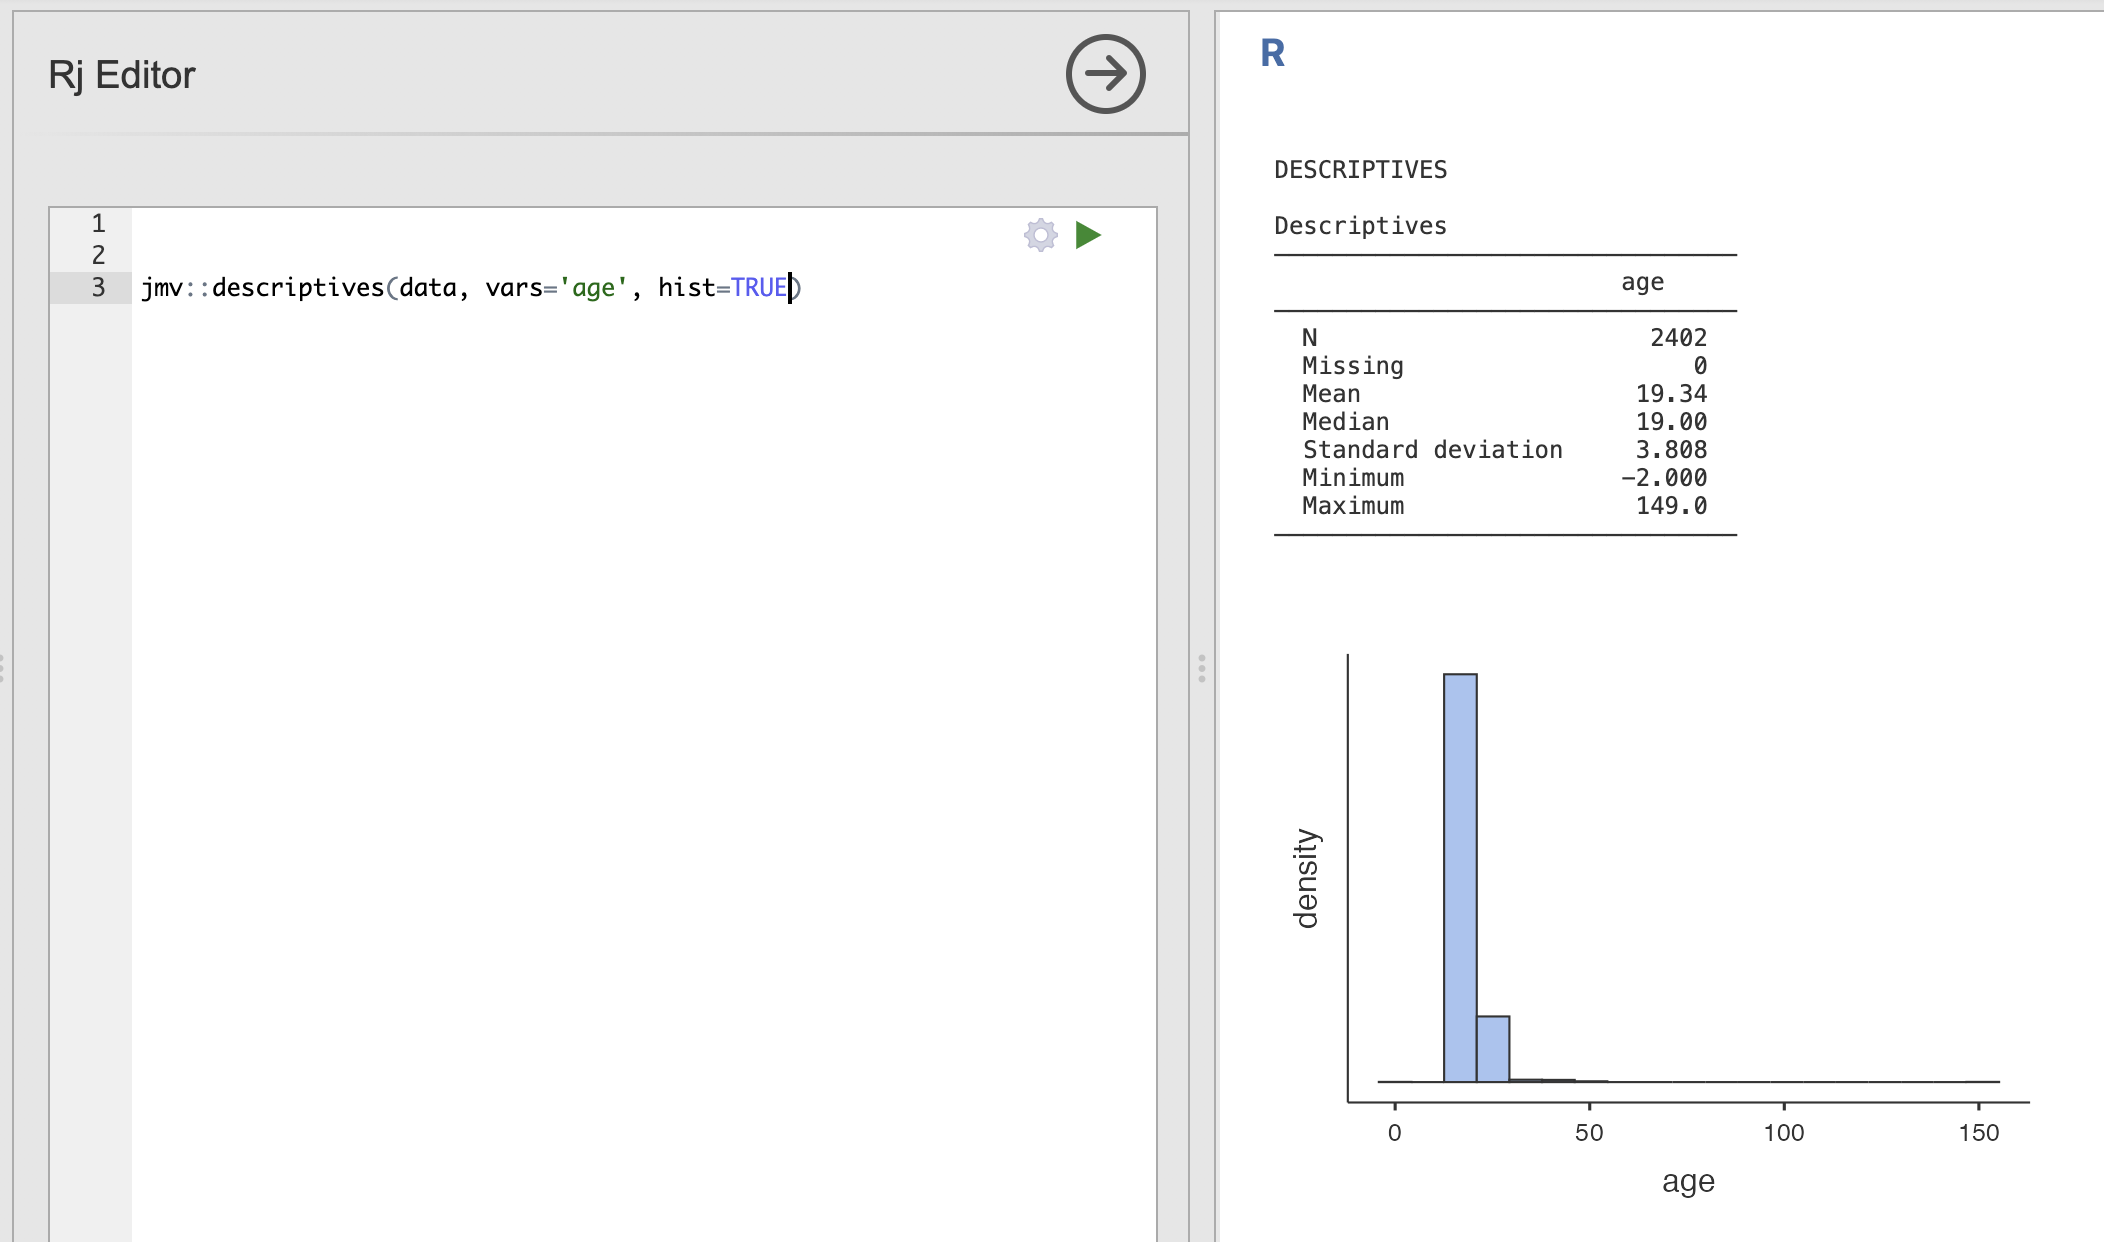 Rj Editor
1
2
3 jmv::descriptives(data, vars='age', hist=TRUE)
R
DESCRIPTIVES
Descriptives
age
N 2402
Missing 0
Mean 19.34
Median 19.00
Standard deviation 3.808
Minimum −2.000
Maximum 149.0
density
0 50 100 150
age